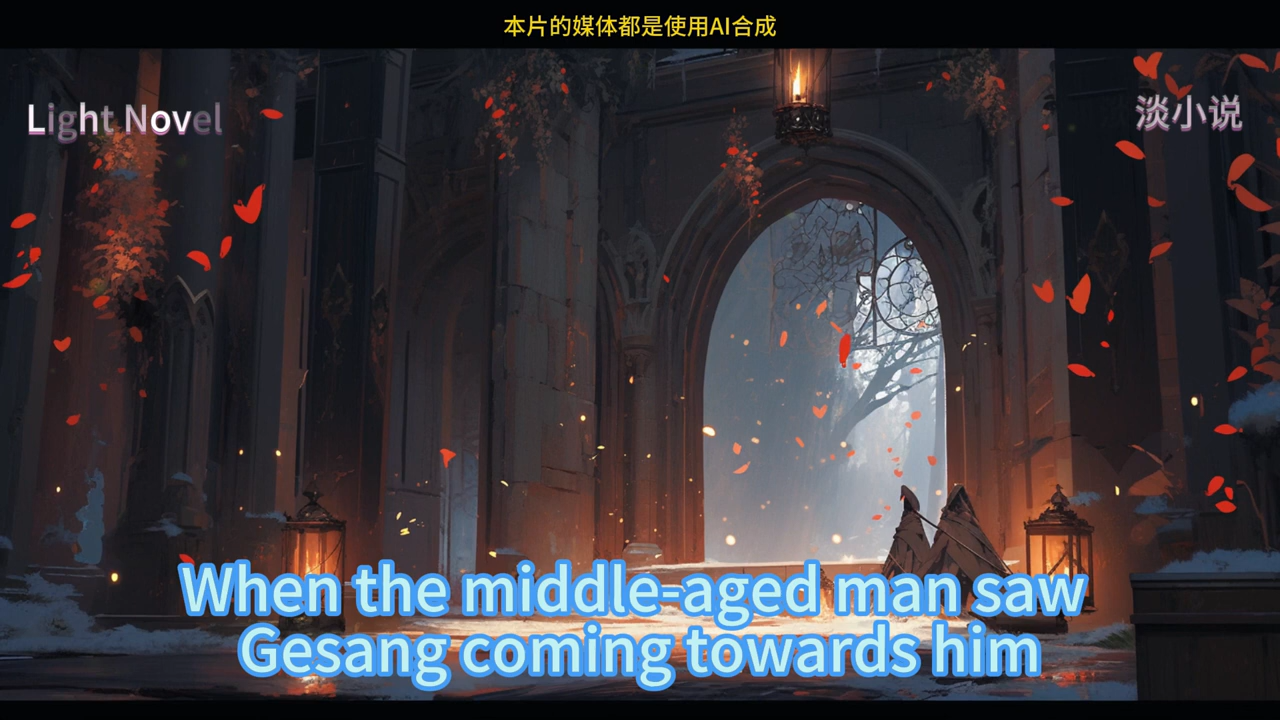 本片的媒体都是使用AI合成
Light Novel
淡小说
When the middle-aged man saw
Gesang coming towards him